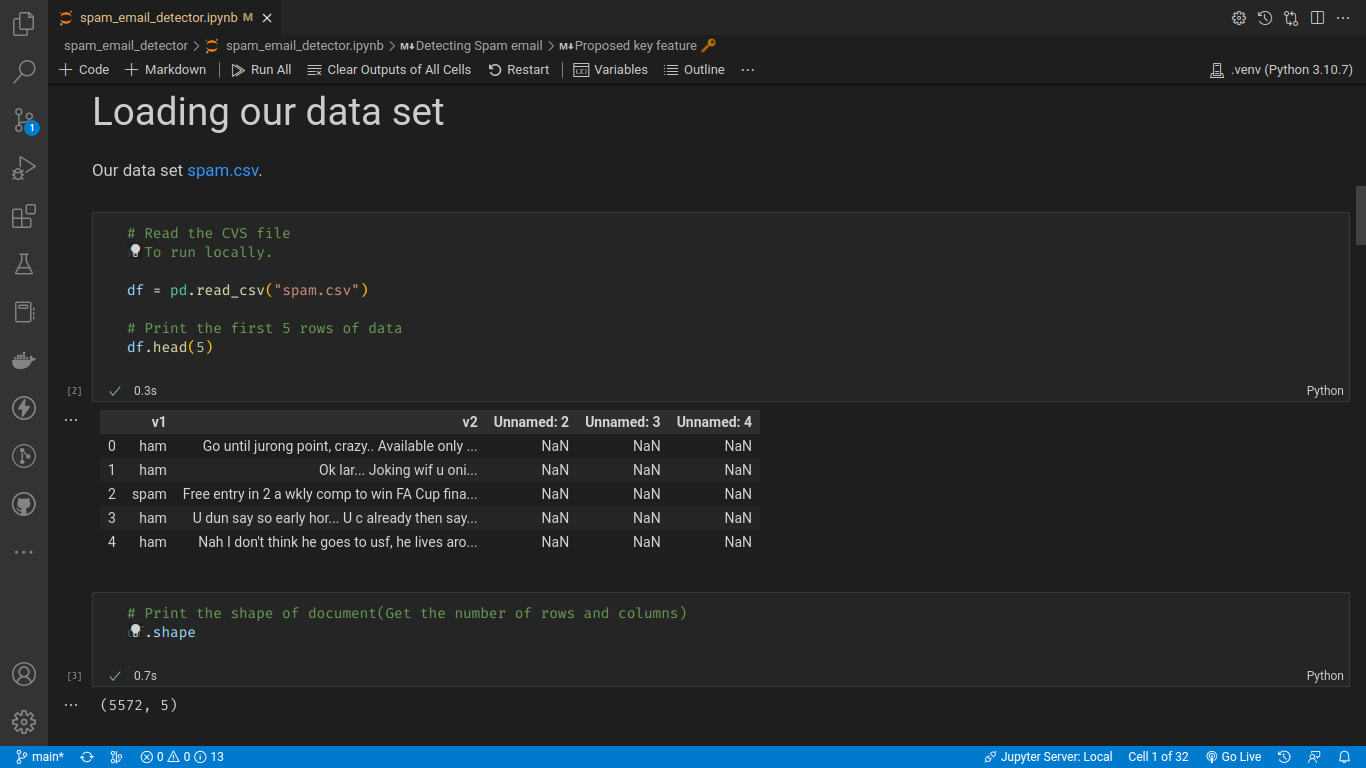 spam_email_detector.ipynb M
spam_email_detector > spam_email_detector.ipynb > M↓Detecting Spam email > M↓Proposed key feature 🔑
+ Code + Markdown Run All Clear Outputs of All Cells Restart Variables Outline ··· .venv (Python 3.10.7)
1
Loading our data set
Our data set spam.csv.
# Read the CVS file
To run locally.
df = pd.read_csv("spam.csv")
# Print the first 5 rows of data
df.head(5)
[2] ✓ 0.3s Python
v1 v2 Unnamed: 2 Unnamed: 3 Unnamed: 4
0 ham Go until jurong point, crazy.. Available only ... NaN NaN NaN
1 ham Ok lar... Joking wif u oni... NaN NaN NaN
2 spam Free entry in 2 a wkly comp to win FA Cup fina... NaN NaN NaN
3 ham U dun say so early hor... U c already then say... NaN NaN NaN
4 ham Nah I don't think he goes to usf, he lives aro... NaN NaN NaN
# Print the shape of document(Get the number of rows and columns)
df.shape
[3] ✓ 0.7s Python
(5572, 5)
main* 0 0 13 Jupyter Server: Local Cell 1 of 32 Go Live